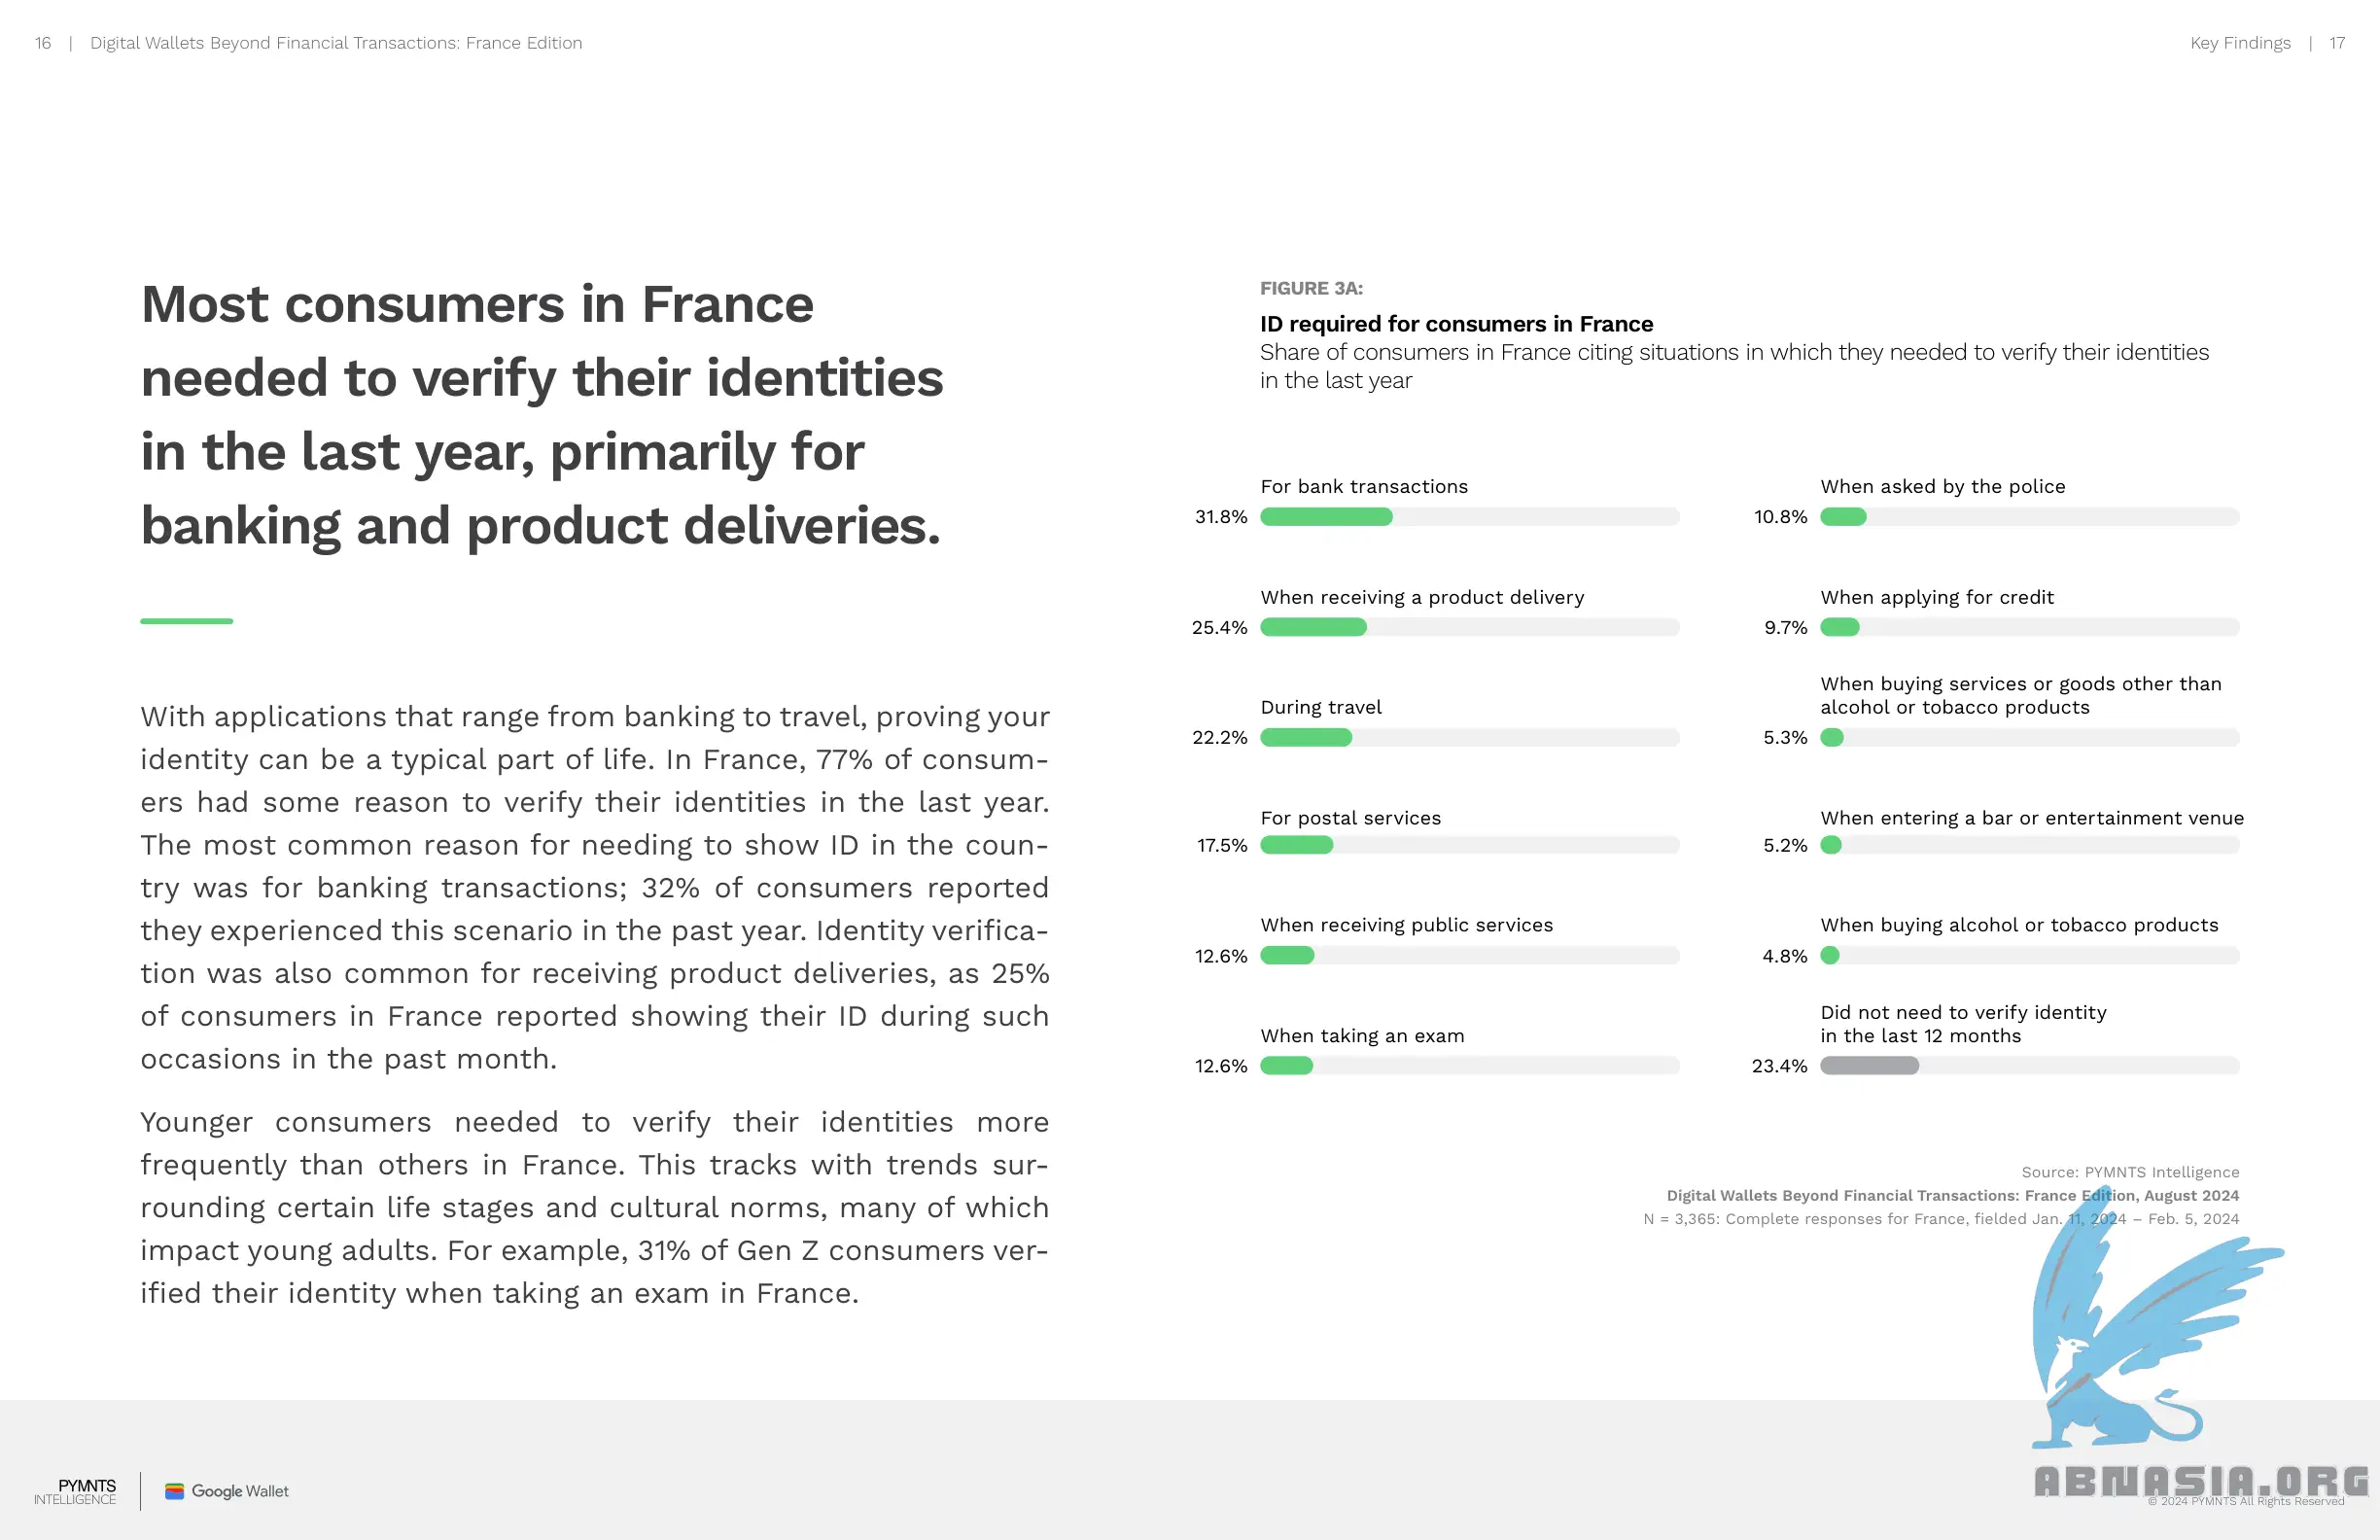 16 | Digital Wallets Beyond Financial Transactions: France Edition
Key Findings | 17
Most consumers in France
needed to verify their identities
in the last year, primarily for
banking and product deliveries.
With applications that range from banking to travel, proving your
identity can be a typical part of life. In France, 77% of consum-
ers had some reason to verify their identities in the last year.
The most common reason for needing to show ID in the coun-
try was for banking transactions; 32% of consumers reported
they experienced this scenario in the past year. Identity verifica-
tion was also common for receiving product deliveries, as 25%
of consumers in France reported showing their ID during such
occasions in the past month.
Younger consumers needed to verify their identities more
frequently than others in France. This tracks with trends sur-
rounding certain life stages and cultural norms, many of which
impact young adults. For example, 31% of Gen Z consumers ver-
ified their identity when taking an exam in France.
FIGURE 3A:
ID required for consumers in France
Share of consumers in France citing situations in which they needed to verify their identities
in the last year
For bank transactions
31.8%
When receiving a product delivery
25.4%
During travel
22.2%
For postal services
17.5%
When receiving public services
12.6%
When taking an exam
12.6%
When asked by the police
10.8%
When applying for credit
9.7%
When buying services or goods other than
alcohol or tobacco products
5.3%
When entering a bar or entertainment venue
5.2%
When buying alcohol or tobacco products
4.8%
Did not need to verify identity
in the last 12 months
23.4%
Source: PYMNTS Intelligence
Digital Wallets Beyond Financial Transactions: France Edition, August 2024
N = 3,365: Complete responses for France, fielded Jan. 11, 2024 – Feb. 5, 2024
PYMNTS
INTELLIGENCE
Google Wallet
ABNASIA.ORG
© 2024 PYMNTS All Rights Reserved